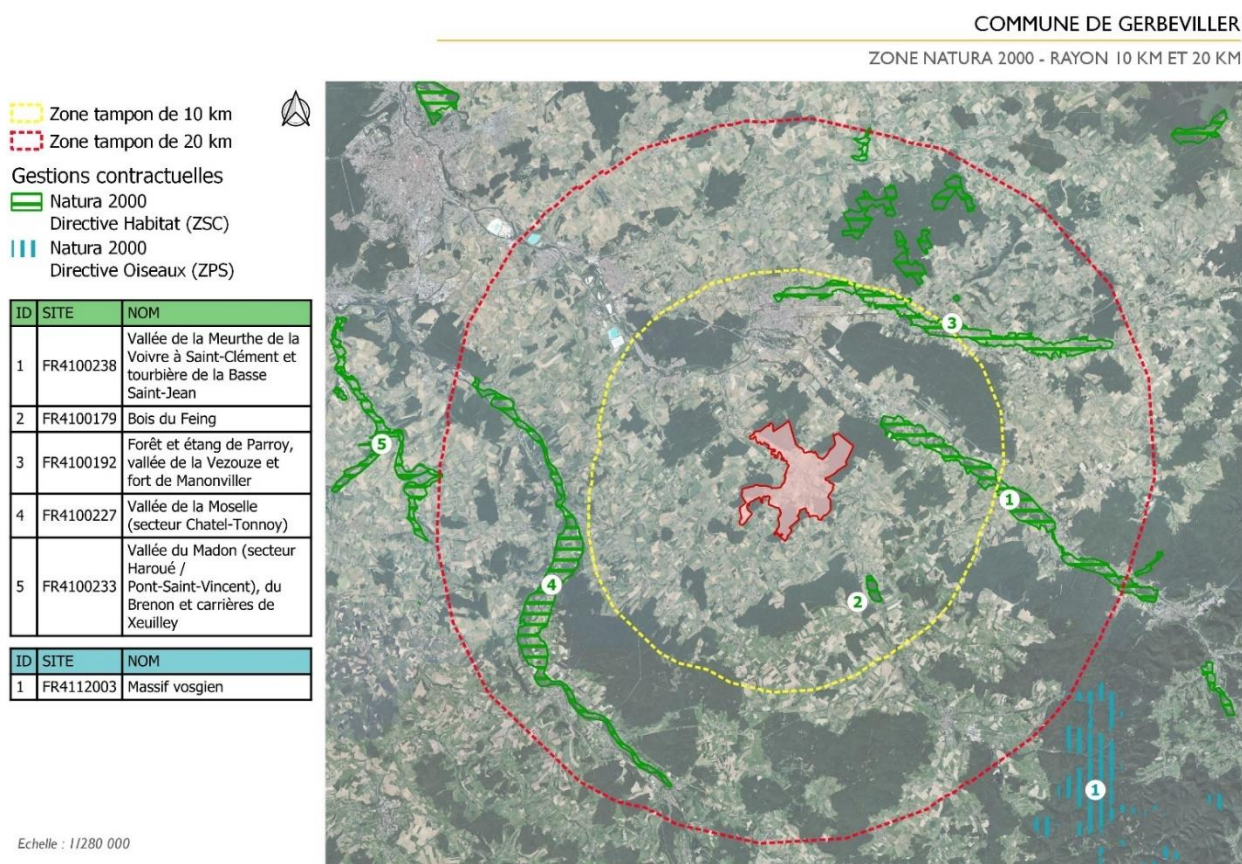 COMMUNE DE GERBEVILLER
ZONE NATURA 2000 - RAYON 10 KM ET 20 KM
Zone tampon de 10 km
Zone tampon de 20 km
Gestions contractuelles
Natura 2000
Directive Habitat (ZSC)
Natura 2000
Directive Oiseaux (ZPS)
ID SITE NOM
1 FR4100238 Vallée de la Meurthe de la
Voivre à Saint-Clément et
tourbière de la Basse
Saint-Jean
2 FR4100179 Bois du Feing
3 FR4100192 Forêt et étang de Parroy,
vallée de la Vezouze et
fort de Manonviller
4 FR4100227 Vallée de la Moselle
(secteur Chatel-Tonnoy)
5 FR4100233 Vallée du Madon (secteur
Haroué /
Pont-Saint-Vincent), du
Brenon et carrières de
Xeuilley
ID SITE NOM
1 FR4112003 Massif vosgien
Echelle : 1/280 000
3
5
1
4
2
1